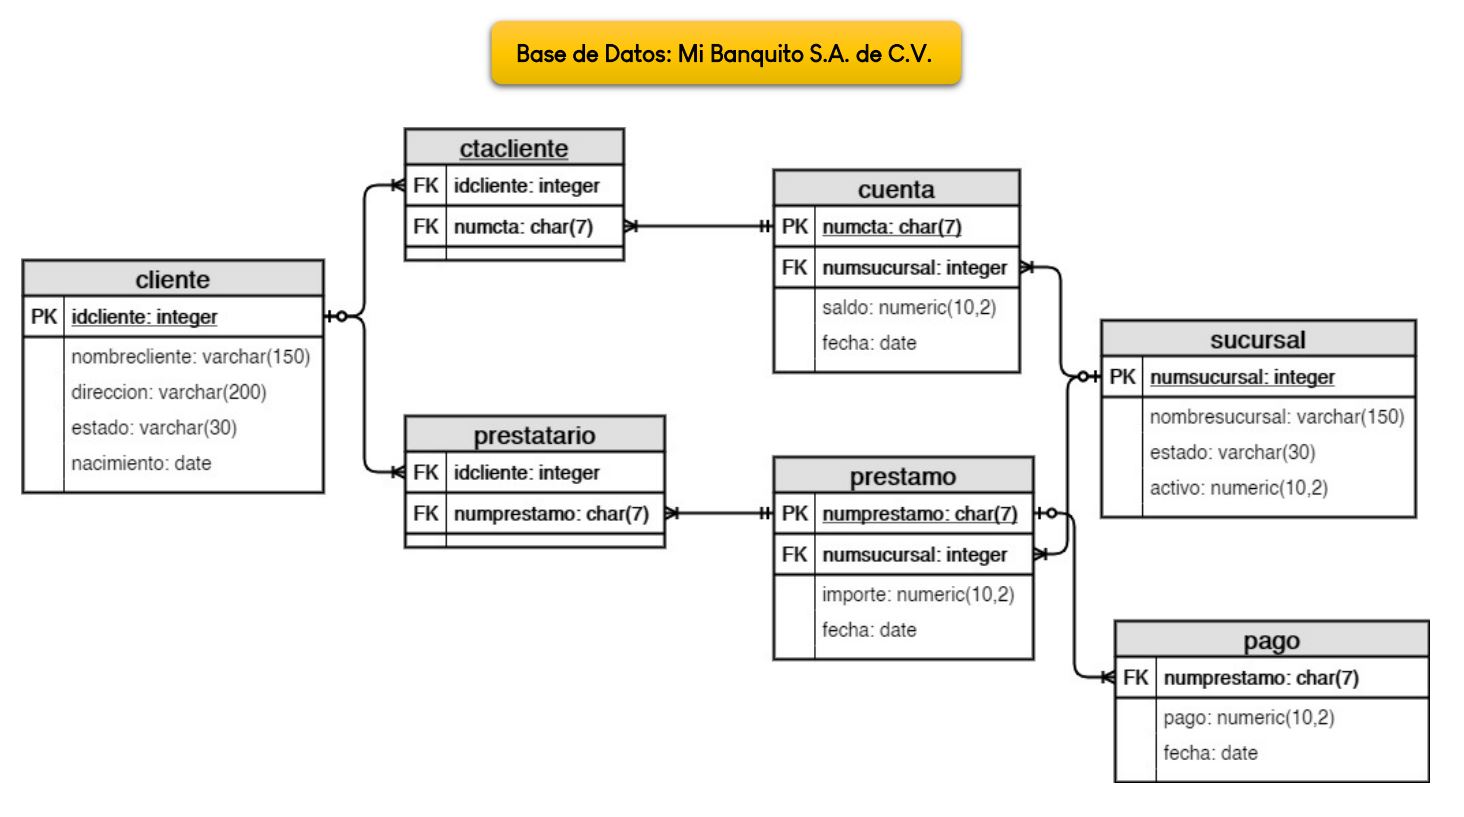 Base de Datos: Mi Banquito S.A. de C.V.
ctacliente
FK idcliente: integer
FK numcta: char(7)
cuenta
PK numcta: char(7)
FK numsucursal: integer
saldo: numeric(10,2)
fecha: date
cliente
PK idcliente: integer
nombrecliente: varchar(150)
direccion: varchar(200)
estado: varchar(30)
nacimiento: date
sucursal
PK numsucursal: integer
nombresucursal: varchar(150)
estado: varchar(30)
activo: numeric(10,2)
prestatario
FK idcliente: integer
FK numprestamo: char(7)
prestamo
PK numprestamo: char(7)
FK numsucursal: integer
importe: numeric(10,2)
fecha: date
pago
FK numprestamo: char(7)
pago: numeric(10,2)
fecha: date